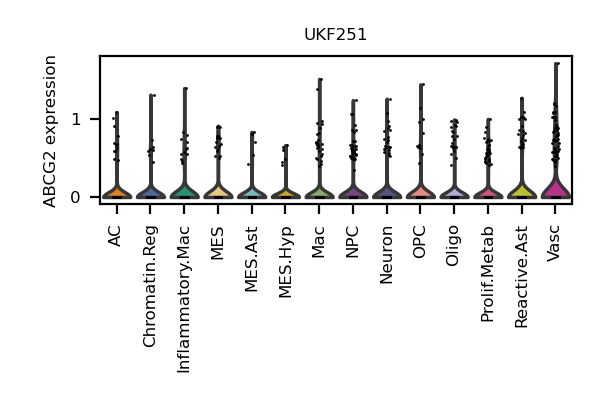 UKF251
ABCG2 expression
1
0
AC
Chromatin.Reg
Inflammatory.Mac
MES
MES.Ast
MES.Hyp
Mac
NPC
Neuron
OPC
Oligo
Prolif.Metab
Reactive.Ast
Vasc